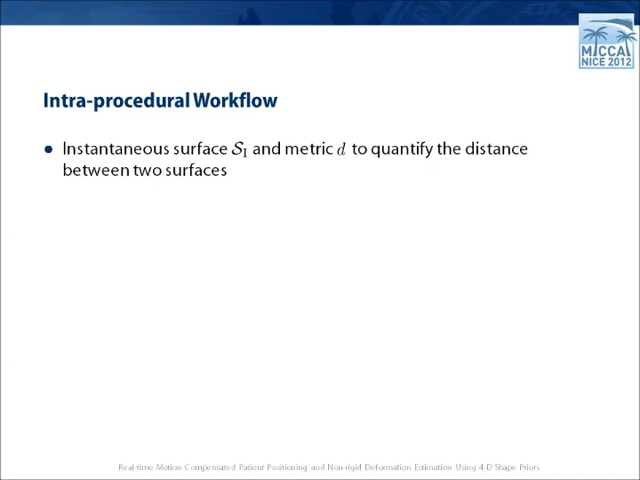 MICCAI
NICE 2012
Intra-procedural Workflow
● Instantaneous surface 𝒮_I and metric d to quantify the distance
between two surfaces
Real-time Motion Compensated Patient Positioning and Non-rigid Deformation Estimation Using 4-D Shape Priors